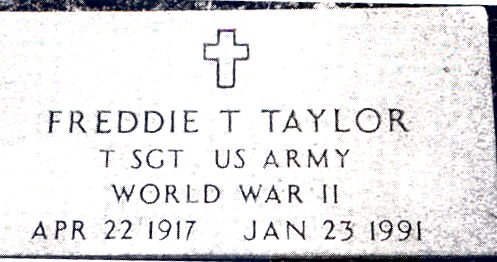 FREDDIE T TAYLOR
T SGT US ARMY
WORLD WAR II
APR 22 1917 JAN 23 1991